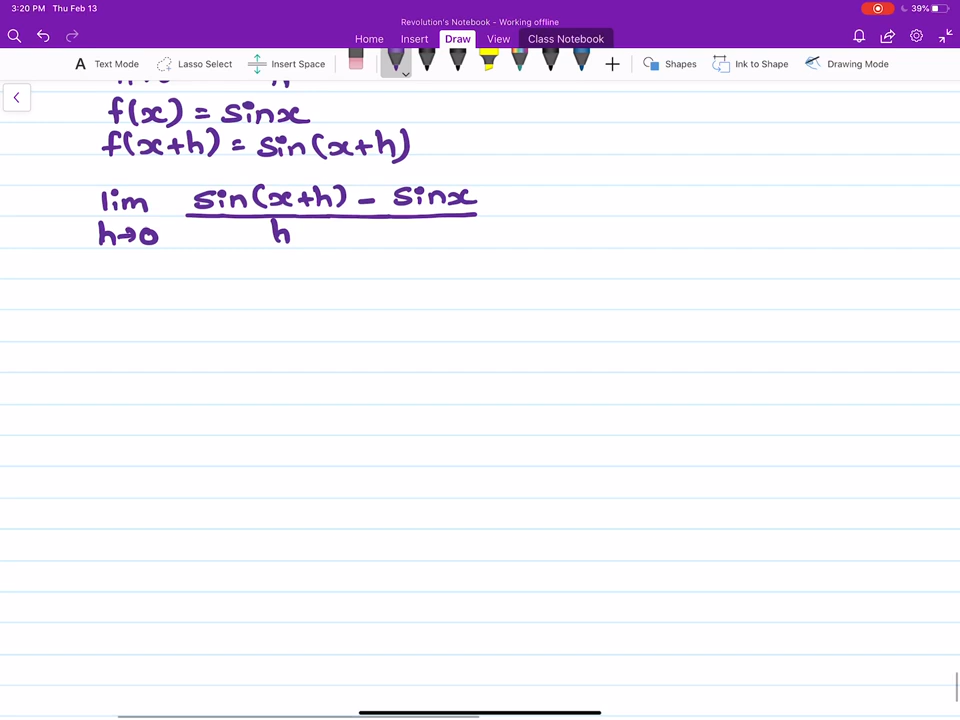 3:20 PM Thu Feb 13
39%
Revolution's Notebook - Working offline
Home Insert Draw View Class Notebook
A Text Mode Lasso Select Insert Space Shapes Ink to Shape Drawing Mode
f(x) = sinx
f(x+h) = sin(x+h)
lim sin(x+h) - sinx
h→0 h